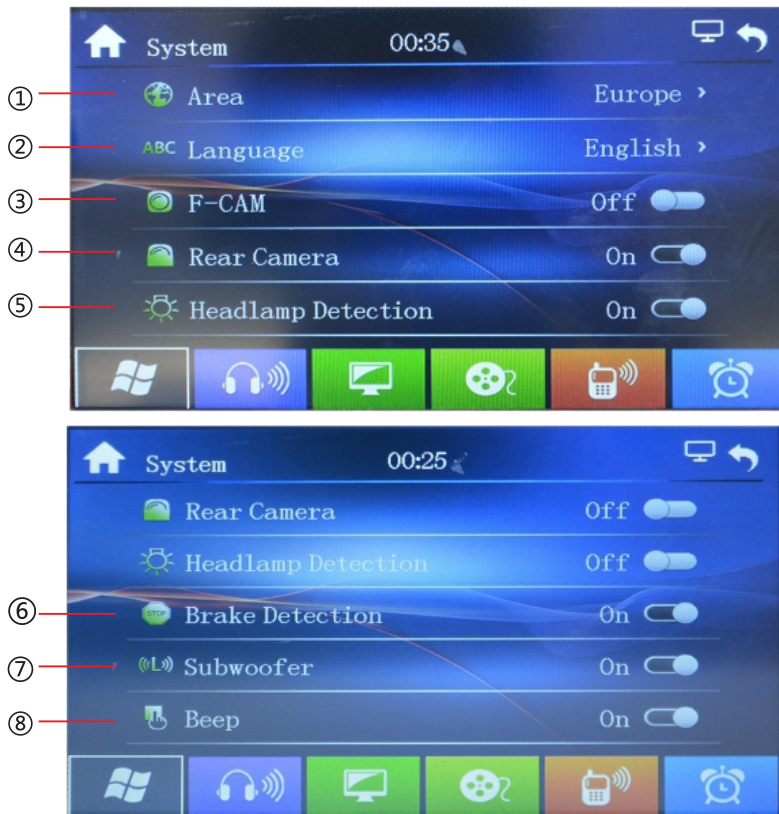 System 00:35
① Area Europe ›
② ABC Language English ›
③ F-CAM Off
④ Rear Camera On
⑤ Headlamp Detection On
System 00:25
Rear Camera Off
Headlamp Detection Off
⑥ STOP Brake Detection On
⑦ L Subwoofer On
⑧ Beep On